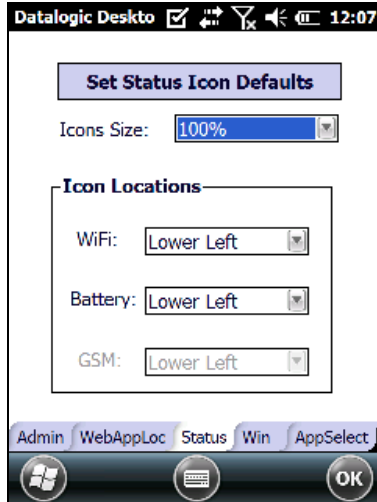 Datalogic Deskto 12:07
Set Status Icon Defaults
Icons Size: 100%
Icon Locations
WiFi: Lower Left
Battery: Lower Left
GSM: Lower Left
Admin WebAppLoc Status Win AppSelect
OK